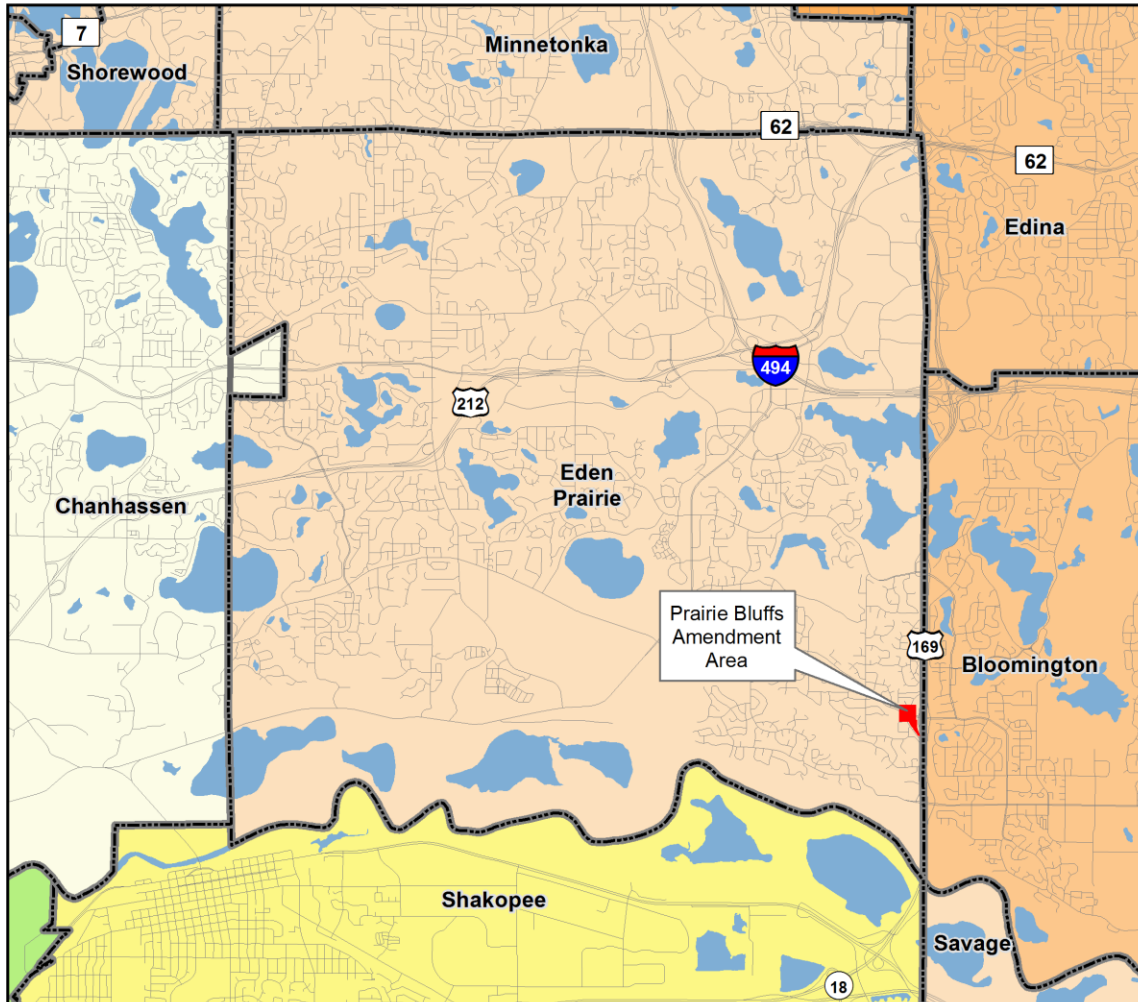 7
Shorewood
Minnetonka
62
62
Edina
494
212
Eden
Prairie
Chanhassen
Prairie Bluffs
Amendment
Area
169
Bloomington
Shakopee
Savage
18